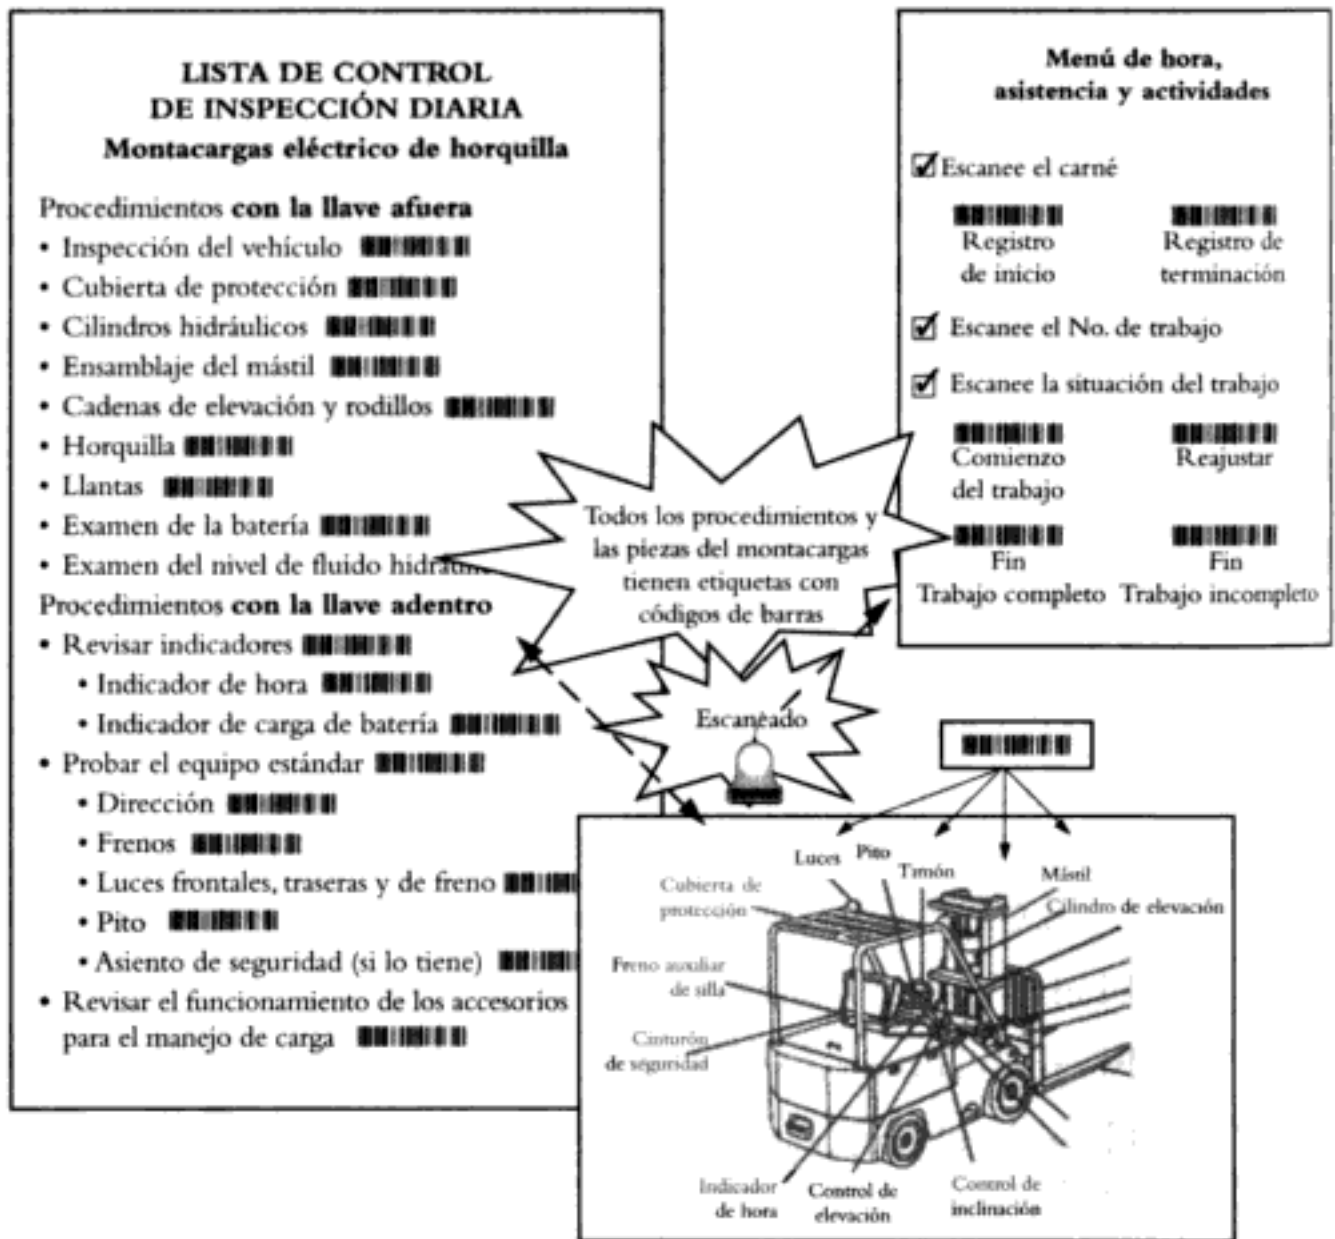 LISTA DE CONTROL
DE INSPECCIÓN DIARIA
Montacargas eléctrico de horquilla
Procedimientos con la llave afuera
• Inspección del vehículo
• Cubierta de protección
• Cilindros hidráulicos
• Ensamblaje del mástil
• Cadenas de elevación y rodillos
• Horquilla
• Llantas
• Examen de la batería
• Examen del nivel de fluido
Procedimientos con la llave adentro
• Revisar indicadores
• Indicador de hora
• Indicador de carga de batería
• Probar el equipo estándar
• Dirección
• Frenos
• Luces frontales, traseras y de freno
• Pito
• Asiento de seguridad (si lo tiene)
• Revisar el funcionamiento de los accesorios
para el manejo de carga
Todos los procedimientos y
las piezas del montacargas
tienen etiquetas con
códigos de barras
Escaneado
Menú de hora,
asistencia y actividades
Escanee el carné
Registro
de inicio
Registro de
terminación
Escanee el No. de trabajo
Escanee la situación del trabajo
Comienzo
del trabajo
Reajustar
Fin
Trabajo completo
Fin
Trabajo incompleto
Luces
Pito
Timón
Mástil
Cubierta de
protección
Cilindro de elevación
Freno auxiliar
de silla
Cinturón
de seguridad
Indicador
de hora
Control de
elevación
Control de
inclinación